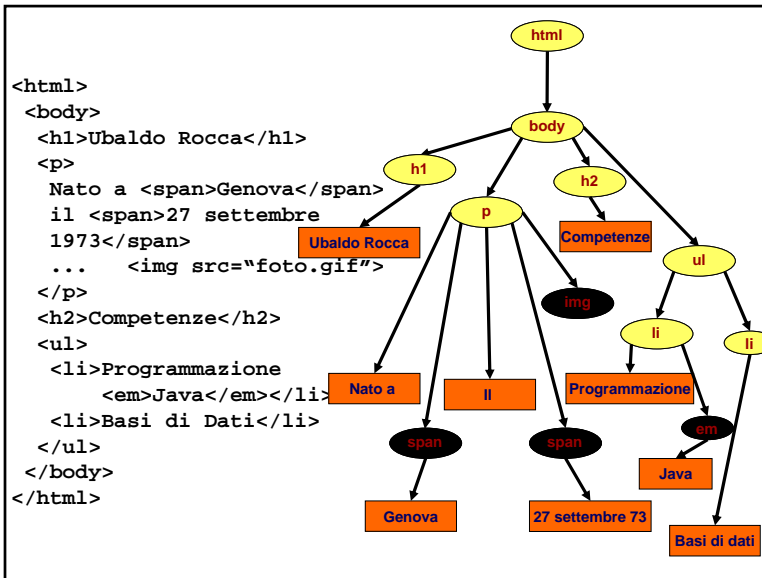 <html>
<body>
<h1>Ubaldo Rocca</h1>
<p>
Nato a <span>Genova</span>
il <span>27 settembre
1973</span>
... <img src=“foto.gif”>
</p>
<h2>Competenze</h2>
<ul>
<li>Programmazione
<em>Java</em></li>
<li>Basi di Dati</li>
</ul>
</body>
</html>
html
body
h1
h2
p
Ubaldo Rocca
Competenze
ul
img
li
li
Nato a
Il
Programmazione
span
span
em
Java
Genova
27 settembre 73
Basi di dati